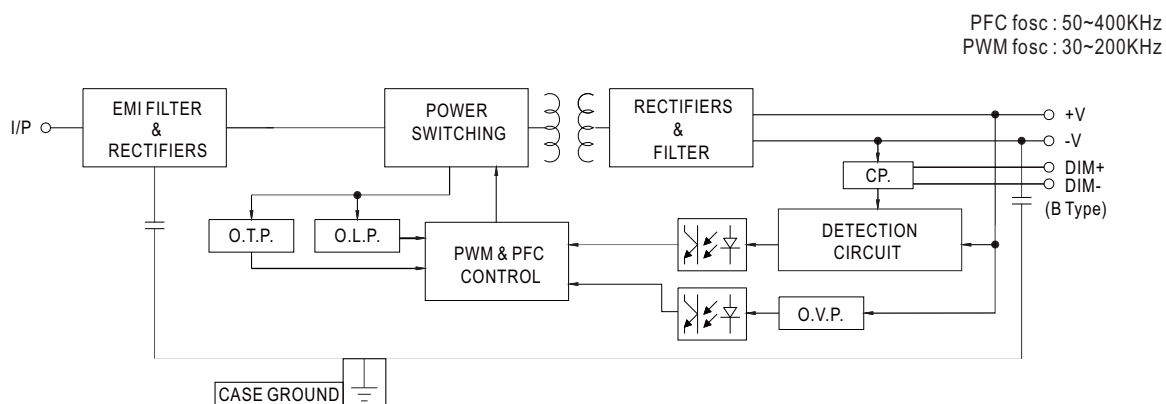 PFC fosc : 50~400KHz
PWM fosc : 30~200KHz
I/P
EMI FILTER
&
RECTIFIERS
POWER
SWITCHING
RECTIFIERS
&
FILTER
+V
-V
DIM+
DIM-
(B Type)
CP.
O.T.P.
O.L.P.
PWM & PFC
CONTROL
DETECTION
CIRCUIT
O.V.P.
CASE GROUND